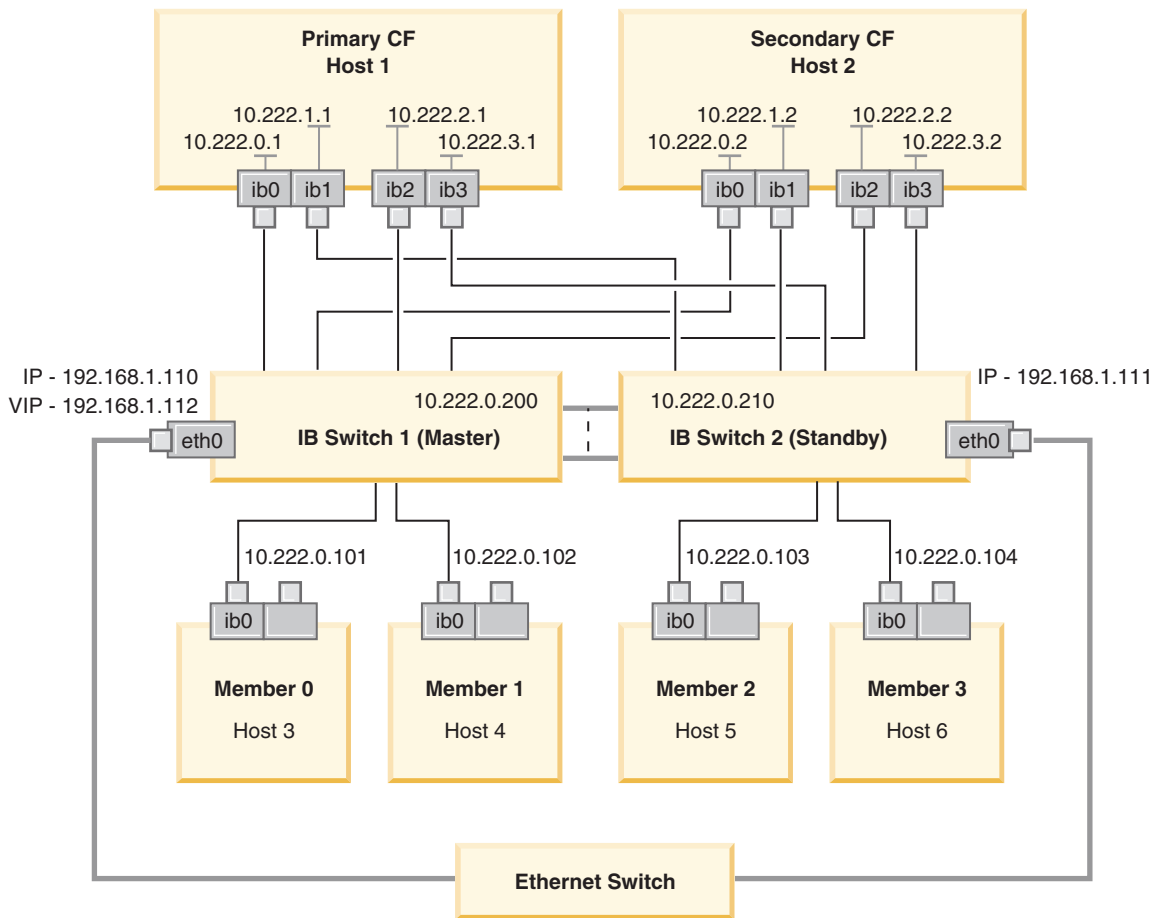 Primary CF
Host 1
10.222.1.1
10.222.2.1
10.222.0.1
10.222.3.1
ib0
ib1
ib2
ib3
Secondary CF
Host 2
10.222.1.2
10.222.2.2
10.222.0.2
10.222.3.2
ib0
ib1
ib2
ib3
IP - 192.168.1.110
VIP - 192.168.1.112
eth0
10.222.0.200
IB Switch 1 (Master)
10.222.0.210
IB Switch 2 (Standby)
IP - 192.168.1.111
eth0
10.222.0.101
ib0
Member 0
Host 3
10.222.0.102
ib0
Member 1
Host 4
10.222.0.103
ib0
Member 2
Host 5
10.222.0.104
ib0
Member 3
Host 6
Ethernet Switch